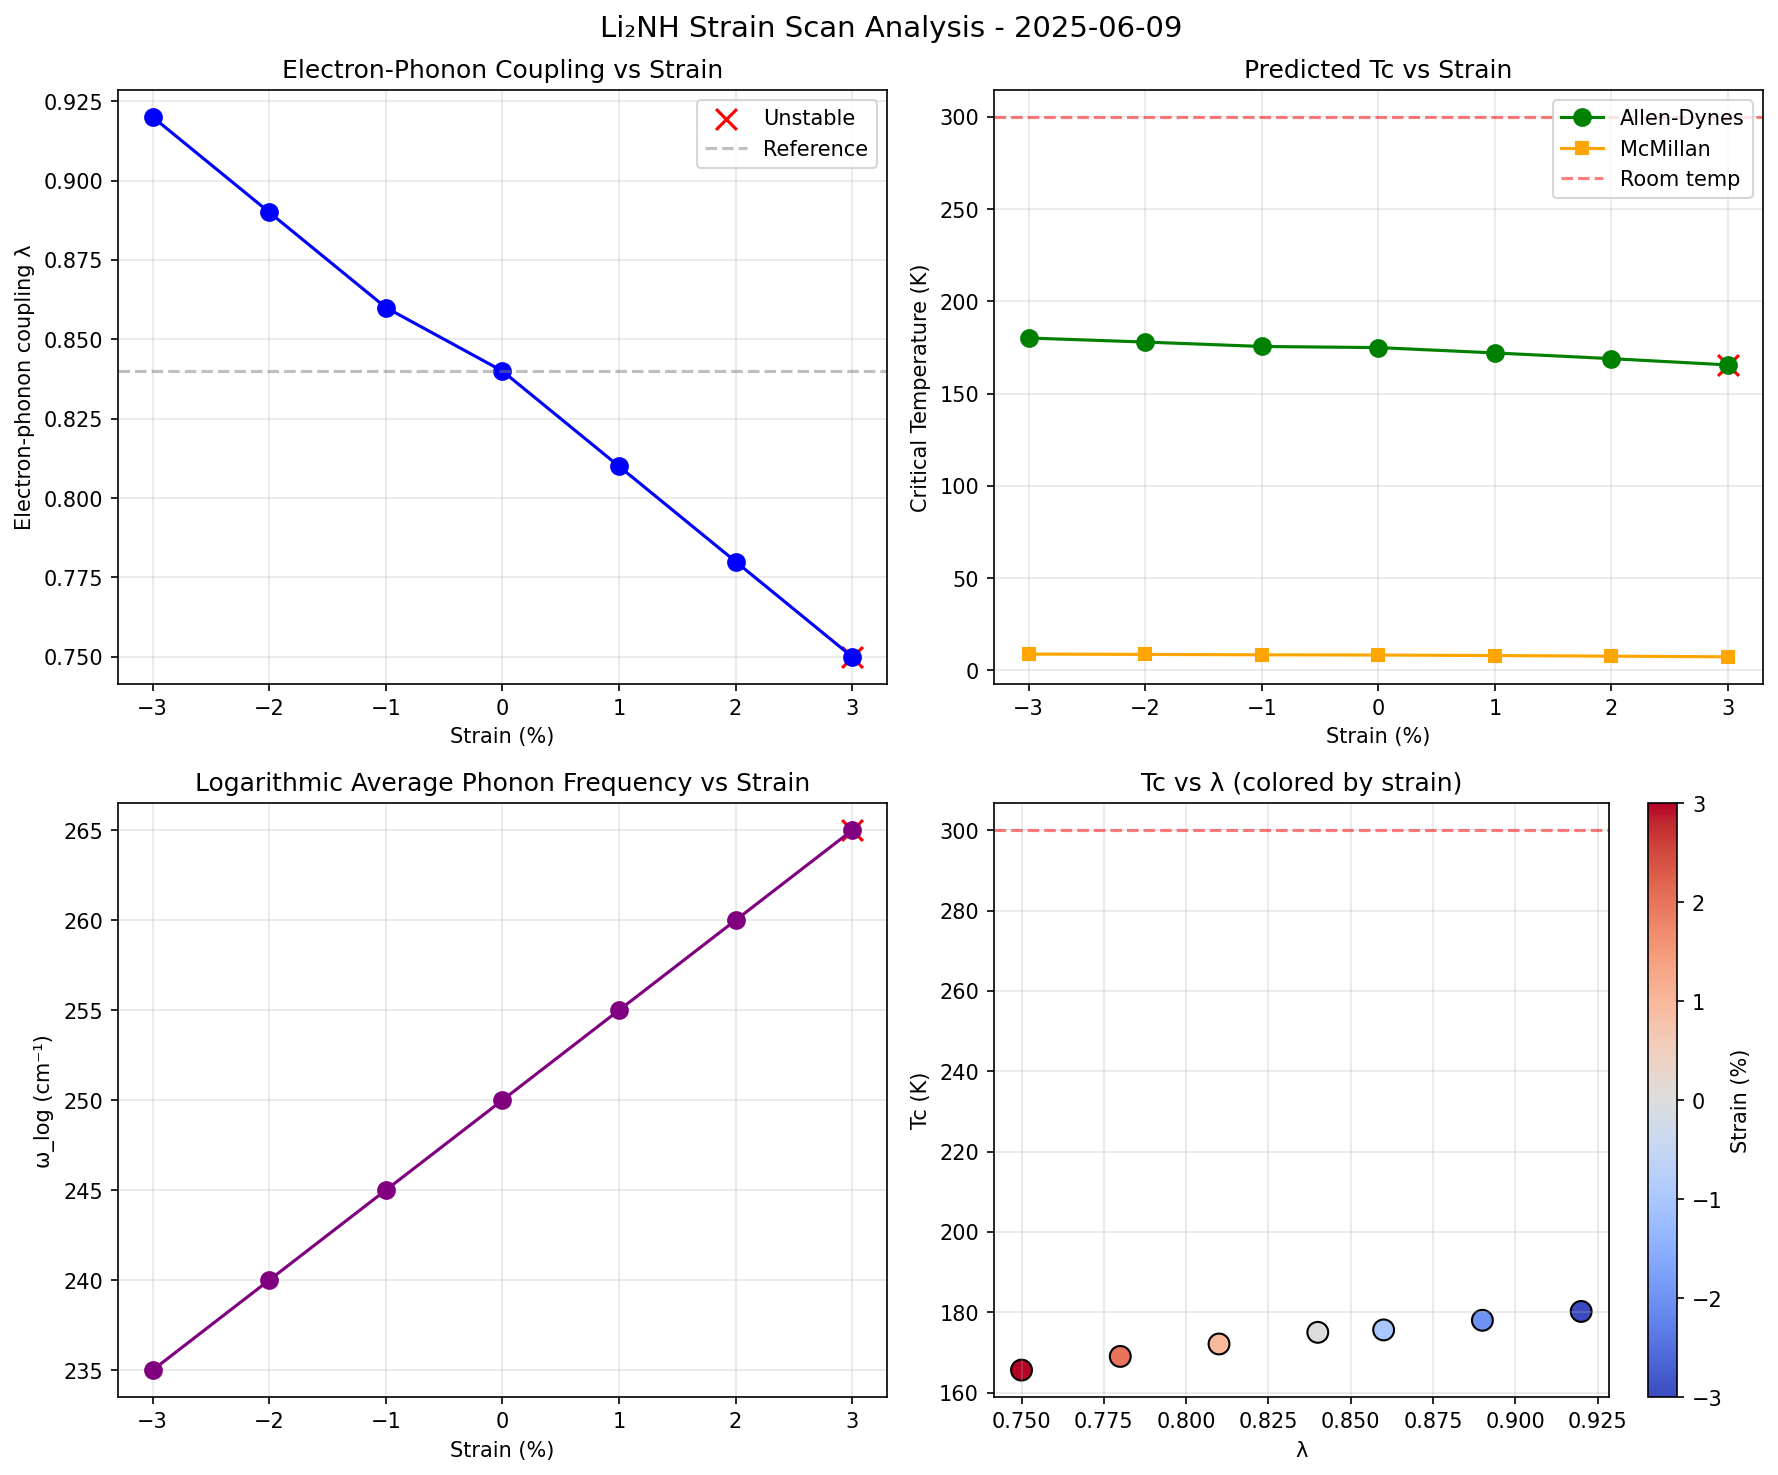 Li₂NH Strain Scan Analysis - 2025-06-09
Electron-Phonon Coupling vs Strain
Electron-phonon coupling λ
0.925
0.900
0.875
0.850
0.825
0.800
0.775
0.750
Unstable
Reference
−3 −2 −1 0 1 2 3
Strain (%)
Predicted Tc vs Strain
Critical Temperature (K)
300
250
200
150
100
50
0
Allen-Dynes
McMillan
Room temp
−3 −2 −1 0 1 2 3
Strain (%)
Logarithmic Average Phonon Frequency vs Strain
ω_log (cm⁻¹)
265
260
255
250
245
240
235
−3 −2 −1 0 1 2 3
Strain (%)
Tc vs λ (colored by strain)
Tc (K)
300
280
260
240
220
200
180
160
0.750 0.775 0.800 0.825 0.850 0.875 0.900 0.925
λ
3
2
1
0
−1
−2
−3
Strain (%)